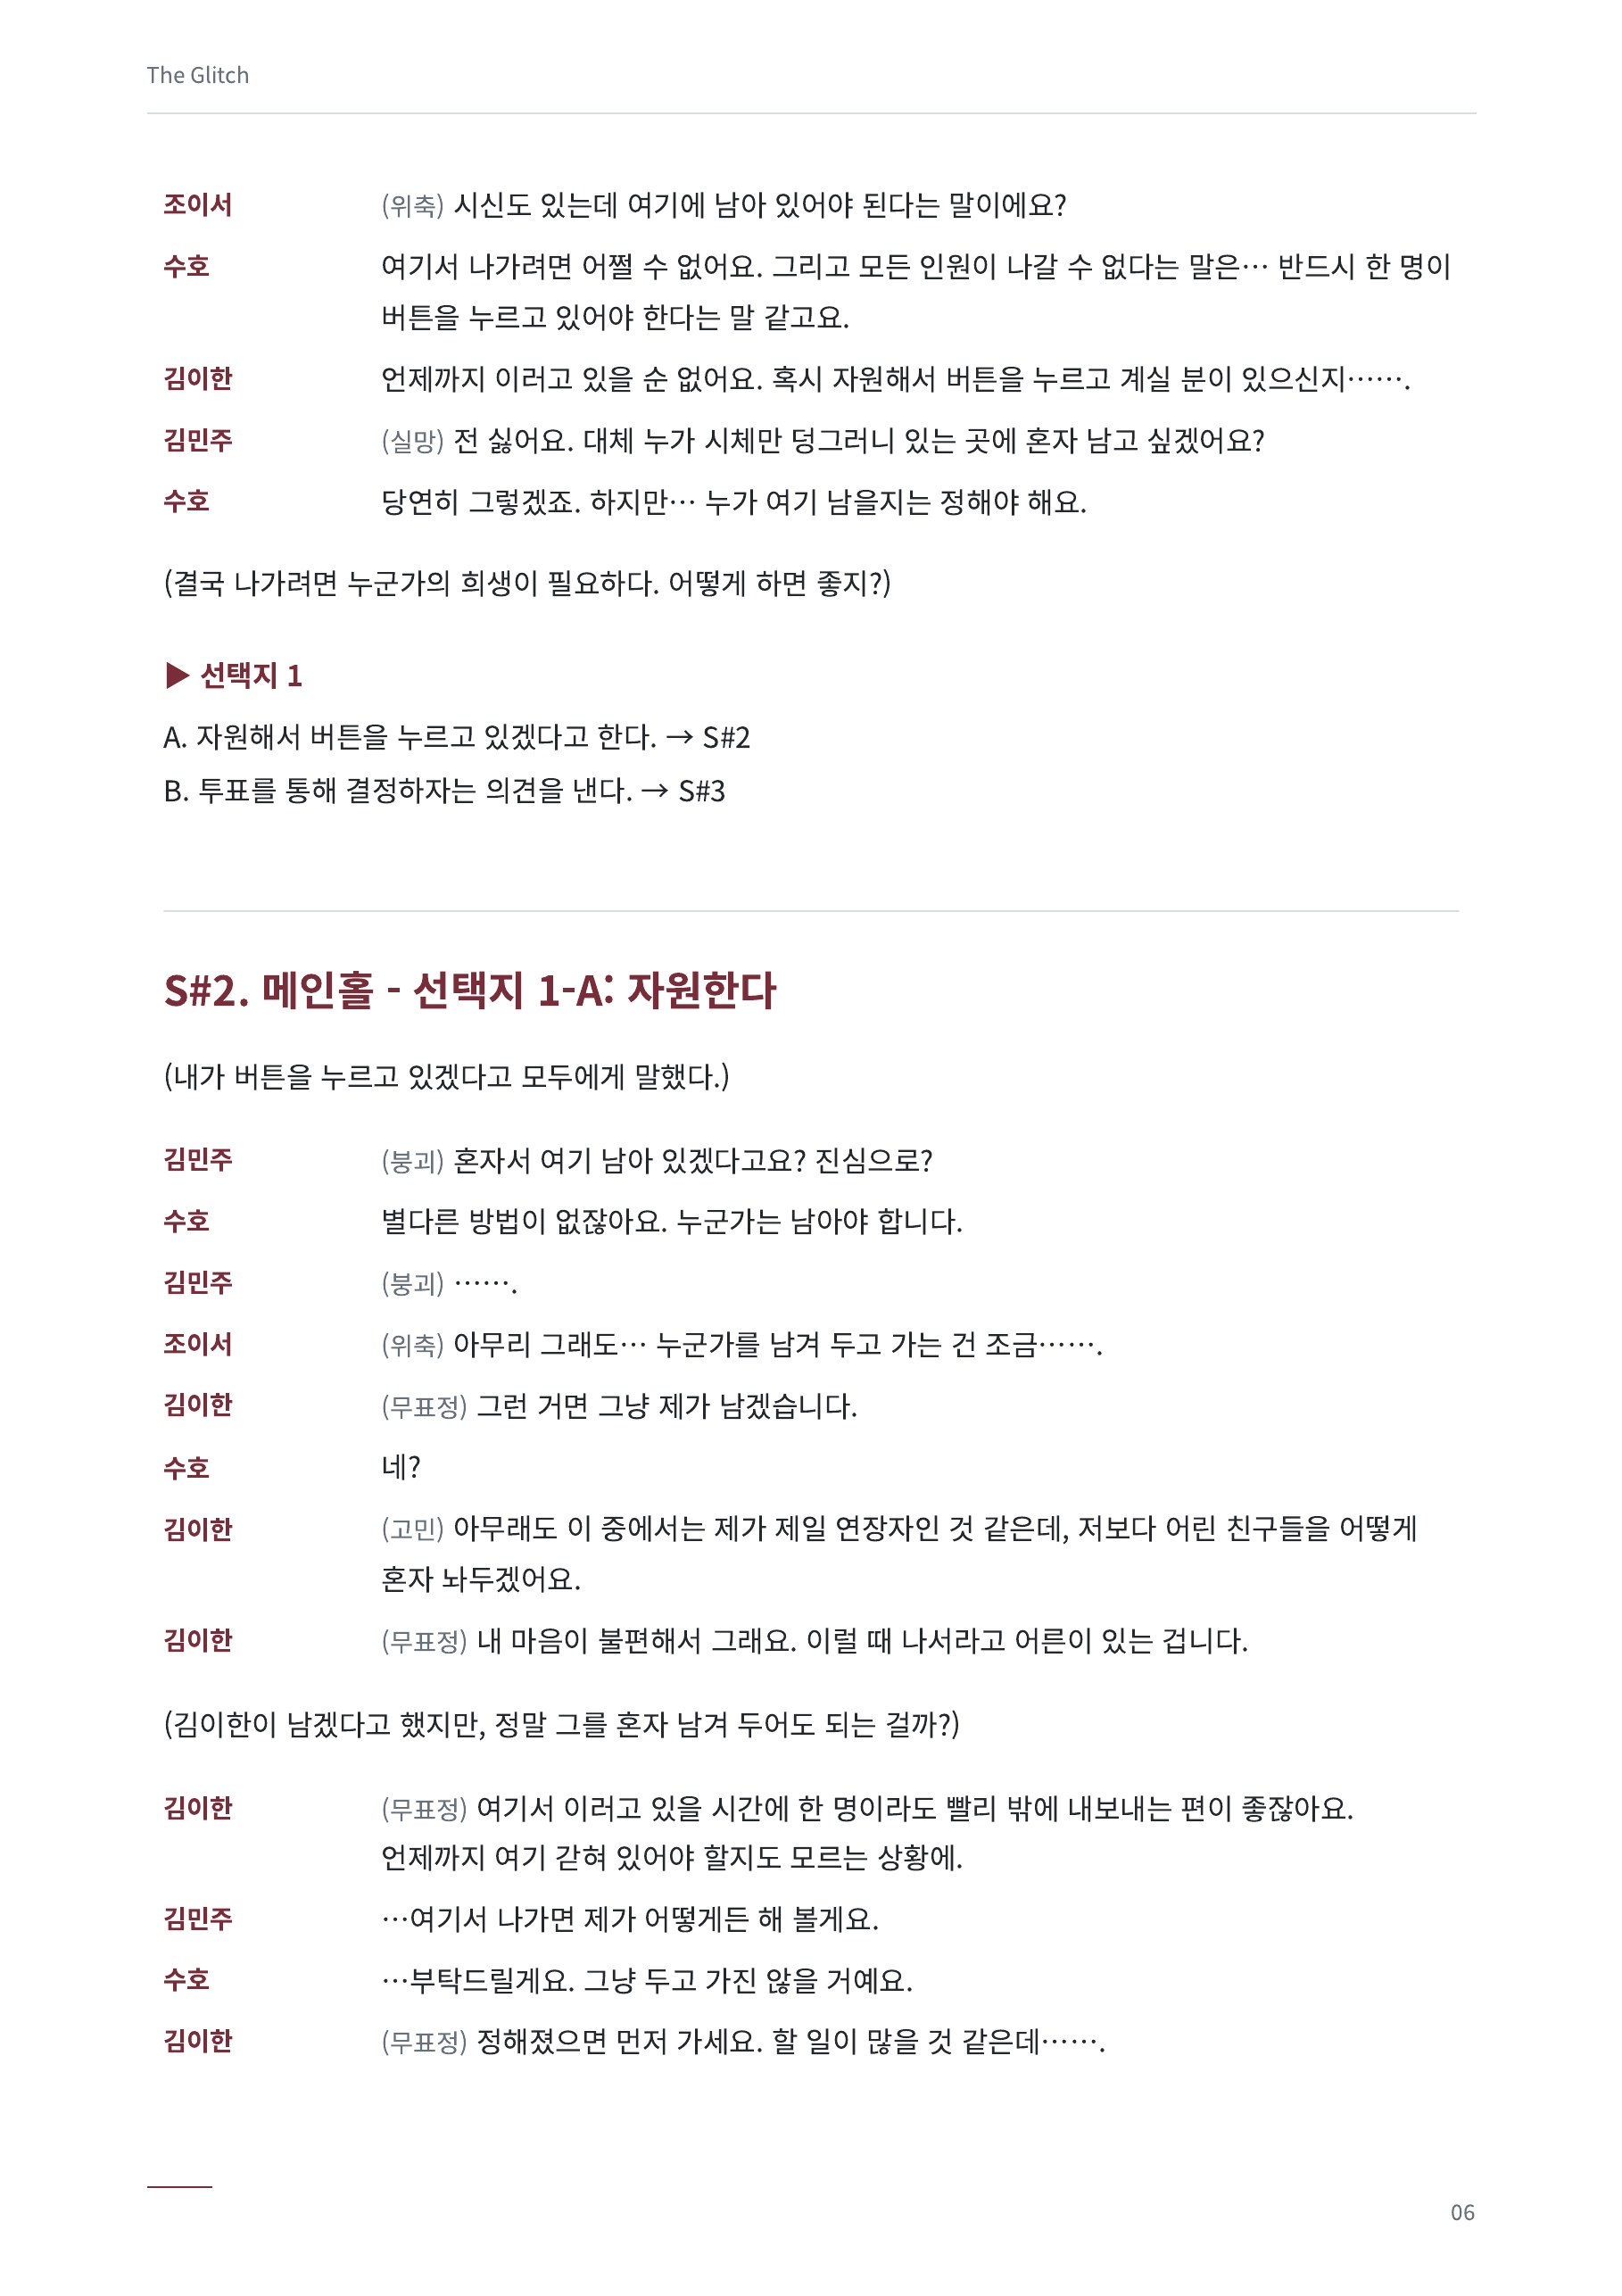 The Glitch
조이서 (위축) 시신도 있는데 여기에 남아 있어야 된다는 말이에요?
수호 여기서 나가려면 어쩔 수 없어요. 그리고 모든 인원이 나갈 수 없다는 말은… 반드시 한 명이
버튼을 누르고 있어야 한다는 말 같고요.
김이한 언제까지 이러고 있을 순 없어요. 혹시 자원해서 버튼을 누르고 계실 분이 있으신지…….
김민주 (실망) 전 싫어요. 대체 누가 시체만 덩그러니 있는 곳에 혼자 남고 싶겠어요?
수호 당연히 그렇겠죠. 하지만… 누가 여기 남을지는 정해야 해요.
(결국 나가려면 누군가의 희생이 필요하다. 어떻게 하면 좋지?)
▶ 선택지 1
A. 자원해서 버튼을 누르고 있겠다고 한다. → S#2
B. 투표를 통해 결정하자는 의견을 낸다. → S#3
S#2. 메인홀 - 선택지 1-A: 자원한다
(내가 버튼을 누르고 있겠다고 모두에게 말했다.)
김민주 (붕괴) 혼자서 여기 남아 있겠다고요? 진심으로?
수호 별다른 방법이 없잖아요. 누군가는 남아야 합니다.
김민주 (붕괴) …….
조이서 (위축) 아무리 그래도… 누군가를 남겨 두고 가는 건 조금…….
김이한 (무표정) 그런 거면 그냥 제가 남겠습니다.
수호 네?
김이한 (고민) 아무래도 이 중에서는 제가 제일 연장자인 것 같은데, 저보다 어린 친구들을 어떻게
혼자 놔두겠어요.
김이한 (무표정) 내 마음이 불편해서 그래요. 이럴 때 나서라고 어른이 있는 겁니다.
(김이한이 남겠다고 했지만, 정말 그를 혼자 남겨 두어도 되는 걸까?)
김이한 (무표정) 여기서 이러고 있을 시간에 한 명이라도 빨리 밖에 내보내는 편이 좋잖아요.
언제까지 여기 갇혀 있어야 할지도 모르는 상황에.
김민주 …여기서 나가면 제가 어떻게든 해 볼게요.
수호 …부탁드릴게요. 그냥 두고 가진 않을 거예요.
김이한 (무표정) 정해졌으면 먼저 가세요. 할 일이 많을 것 같은데…….
06